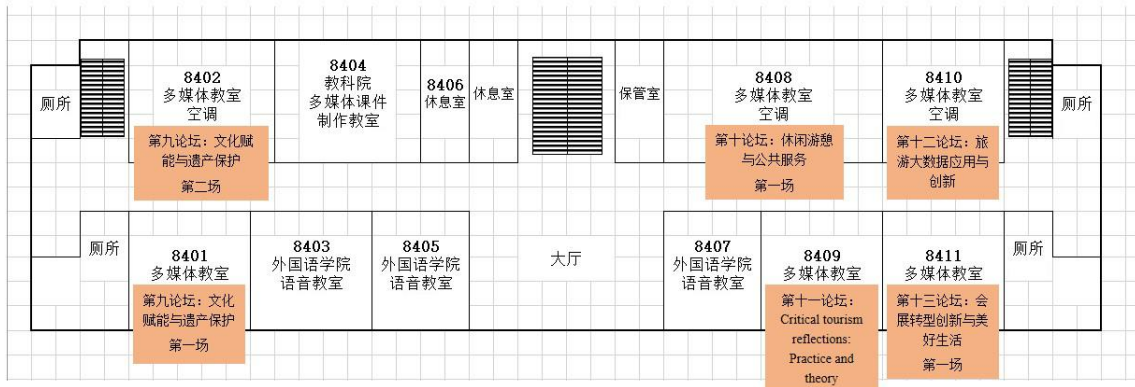 厕所
8402
多媒体教室
空调
第九论坛：文化赋
能与遗产保护
第二场
8404
教科院
多媒体课件
制作教室
8406
休息室
休息室
保管室
8408
多媒体教室
空调
第十论坛：休闲游憩
与公共服务
第一场
8410
多媒体教室
空调
第十二论坛：旅
游大数据应用与
创新
厕所
厕所
8401
多媒体教室
第九论坛：文化
赋能与遗产保护
第一场
8403
外国语学院
语音教室
8405
外国语学院
语音教室
大厅
8407
外国语学院
语音教室
8409
多媒体教室
第十一论坛：
Critical tourism
reflections:
Practice and
theory
8411
多媒体教室
第十三论坛：会
展转型创新与美
好生活
第一场
厕所